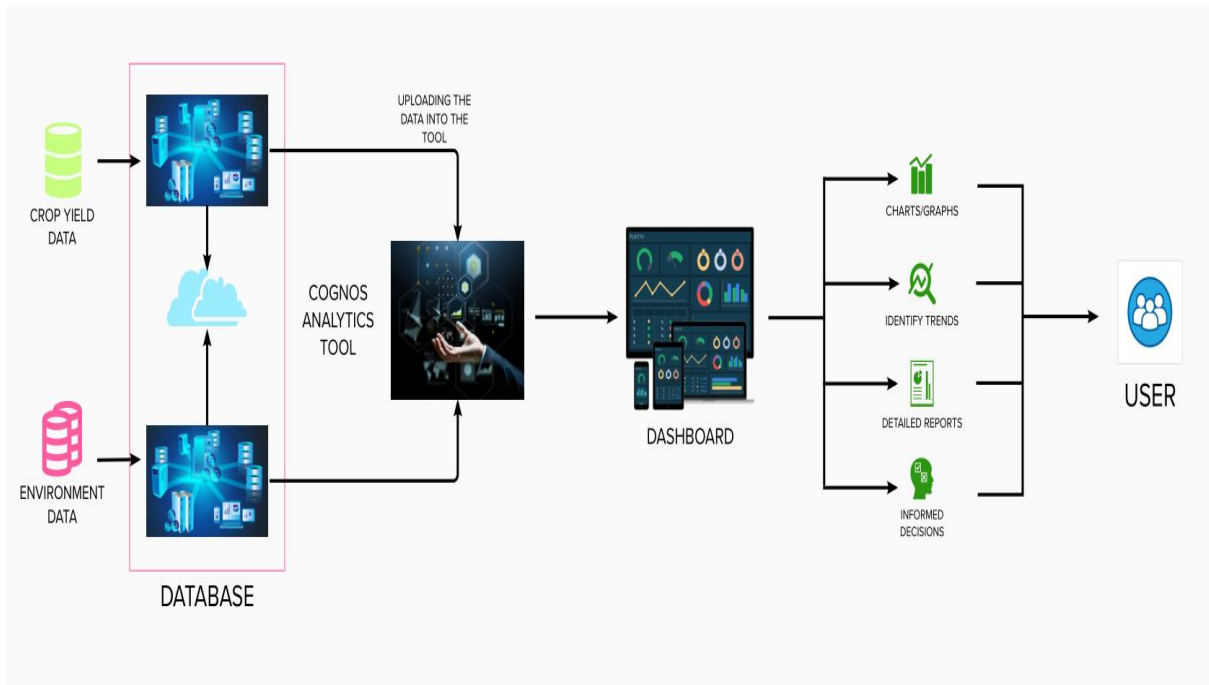 UPLOADING THE
DATA INTO THE
TOOL
CROP YIELD
DATA
COGNOS
ANALYTICS
TOOL
ENVIRONMENT
DATA
DATABASE
DASHBOARD
CHARTS/GRAPHS
IDENTIFY TRENDS
DETAILED REPORTS
INFORMED
DECISIONS
USER